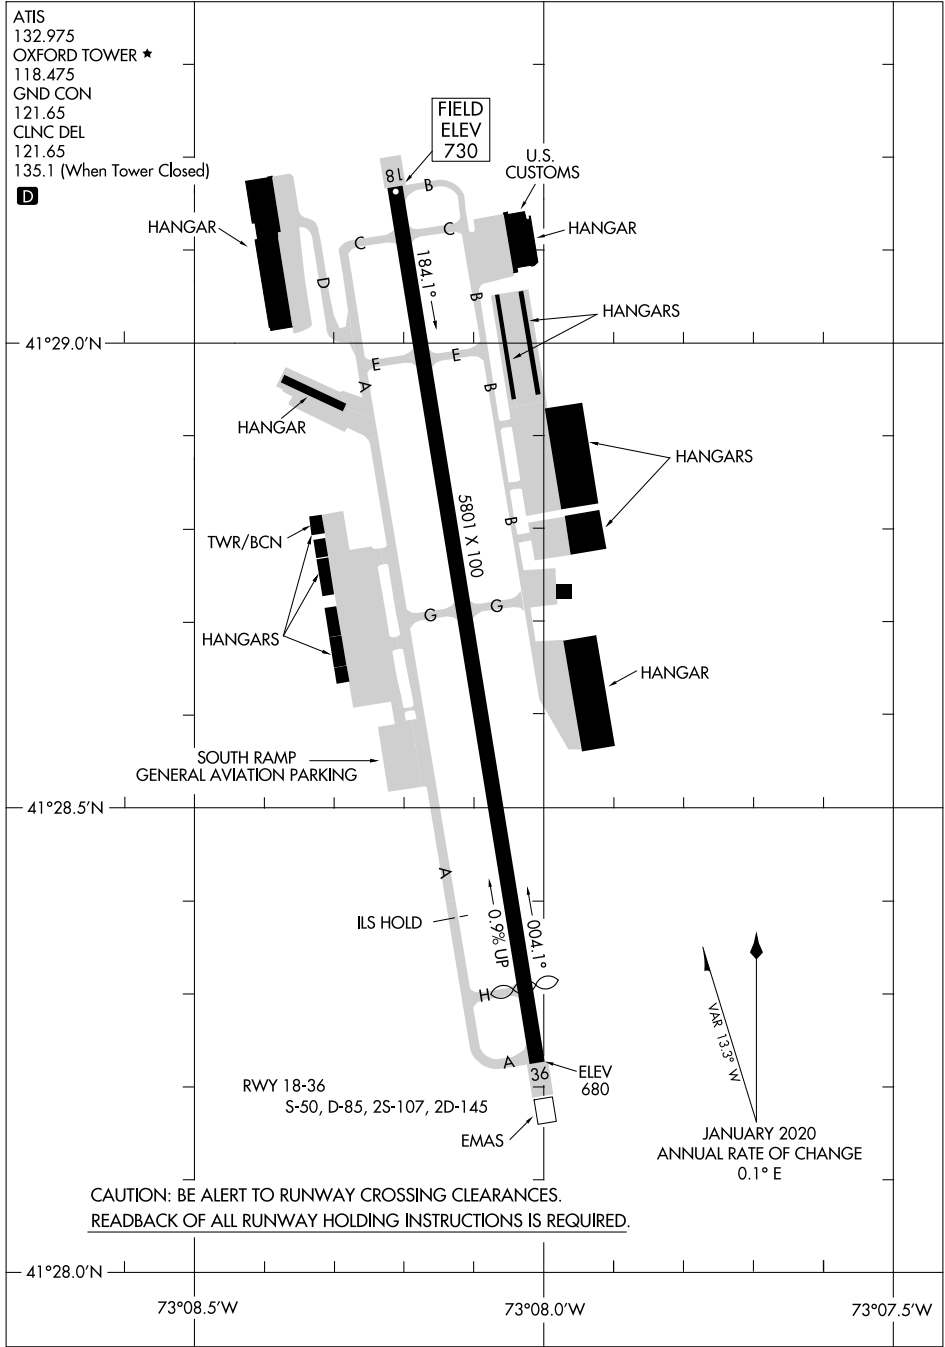 ATIS
132.975
OXFORD TOWER ★
118.475
GND CON
121.65
CLNC DEL
121.65
135.1 (When Tower Closed)
D
FIELD
ELEV
730
18
B
U.S.
CUSTOMS
HANGAR
C
C
HANGAR
D
184.1°
B
HANGARS
41°29.0'N
E
E
A
B
HANGAR
HANGARS
5801 X 100
B
TWR/BCN
G
G
HANGARS
HANGAR
SOUTH RAMP
GENERAL AVIATION PARKING
41°28.5'N
A
ILS HOLD
0.9% UP
004.1°
H
VAR 13.3° W
A
36
ELEV
680
RWY 18-36
S-50, D-85, 2S-107, 2D-145
EMAS
JANUARY 2020
ANNUAL RATE OF CHANGE
0.1° E
CAUTION: BE ALERT TO RUNWAY CROSSING CLEARANCES.
READBACK OF ALL RUNWAY HOLDING INSTRUCTIONS IS REQUIRED.
41°28.0'N
73°08.5'W
73°08.0'W
73°07.5'W